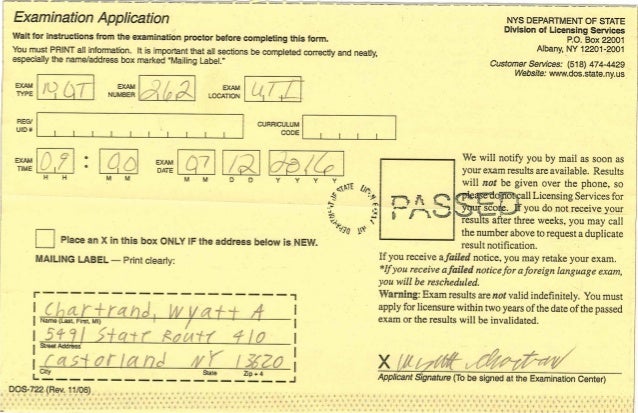 Examination Application
Wait for instructions from the examination proctor before completing this form.
You must PRINT all information. It is important that all sections be completed correctly and neatly,
especially the name/address box marked "Mailing Label."
NYS DEPARTMENT OF STATE
Division of Licensing Services
P.O. Box 22001
Albany, NY 12201-2001
Customer Services: (518) 474-4429
Website: www.dos.state.ny.us
EXAM TYPE NOT EXAM NUMBER 262 EXAM LOCATION UTI
REG/ UID # CURRICULUM CODE
EXAM TIME 09 : 00 EXAM DATE 07 12 2016
H H M M M M D D Y Y Y Y
PASSED
We will notify you by mail as soon as
your exam results are available. Results
will not be given over the phone, so
please do not call Licensing Services for
your score. If you do not receive your
results after three weeks, you may call
the number above to request a duplicate
result notification.
If you receive a failed notice, you may retake your exam.
*If you receive a failed notice for a foreign language exam,
you will be rescheduled.
Warning: Exam results are not valid indefinitely. You must
apply for licensure within two years of the date of the passed
exam or the results will be invalidated.
Place an X in this box ONLY IF the address below is NEW.
MAILING LABEL — Print clearly:
Chartrand, Wyatt A
Name (Last, First, MI)
5491 State Route 410
Street Address
Castorland NY 13620
City State Zip + 4
X Wyatt Chartrand
Applicant Signature (To be signed at the Examination Center)
DOS-722 (Rev. 11/05)